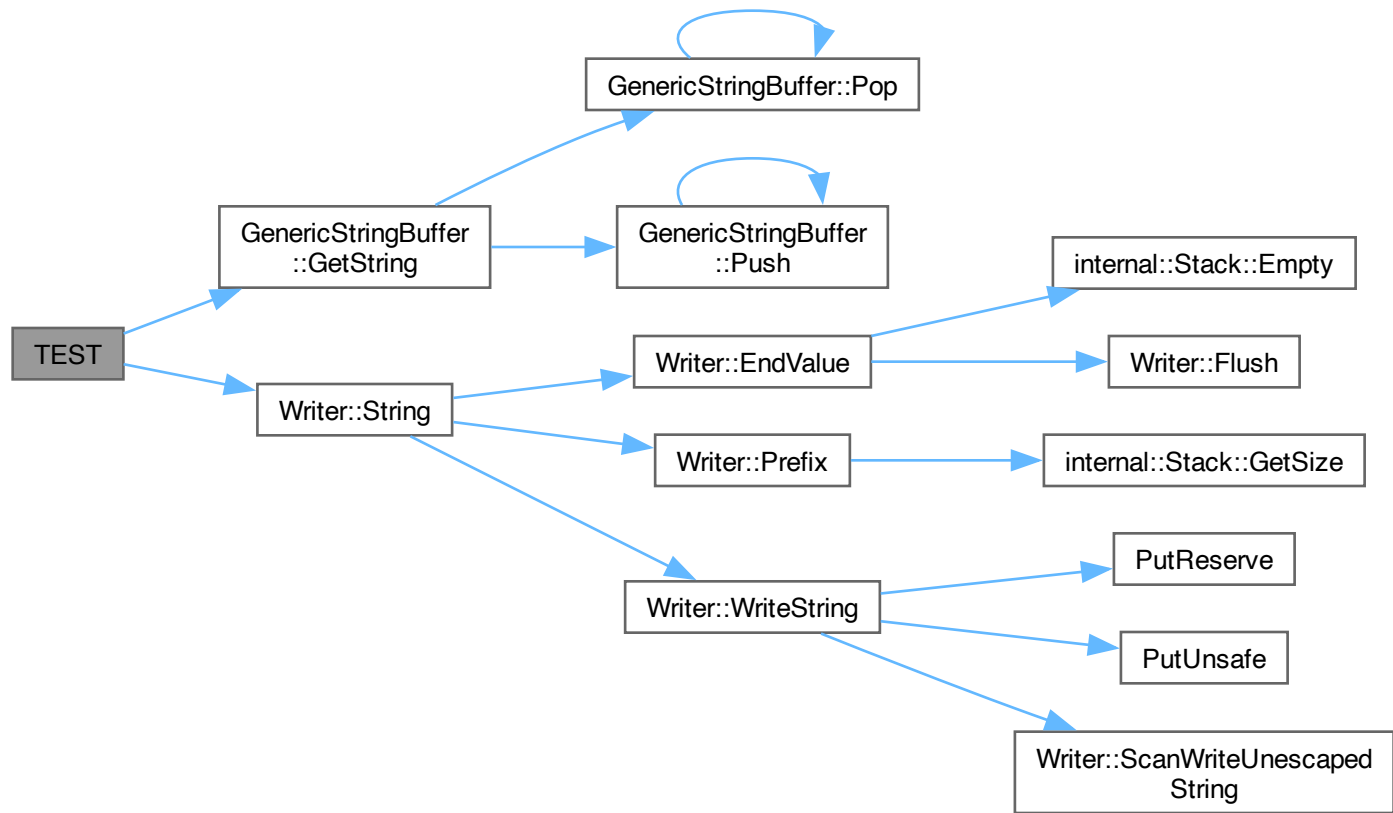 GenericStringBuffer::Pop
GenericStringBuffer
::GetString
GenericStringBuffer
::Push
TEST
Writer::String
Writer::EndValue
internal::Stack::Empty
Writer::Flush
Writer::Prefix
internal::Stack::GetSize
Writer::WriteString
PutReserve
PutUnsafe
Writer::ScanWriteUnescaped
String